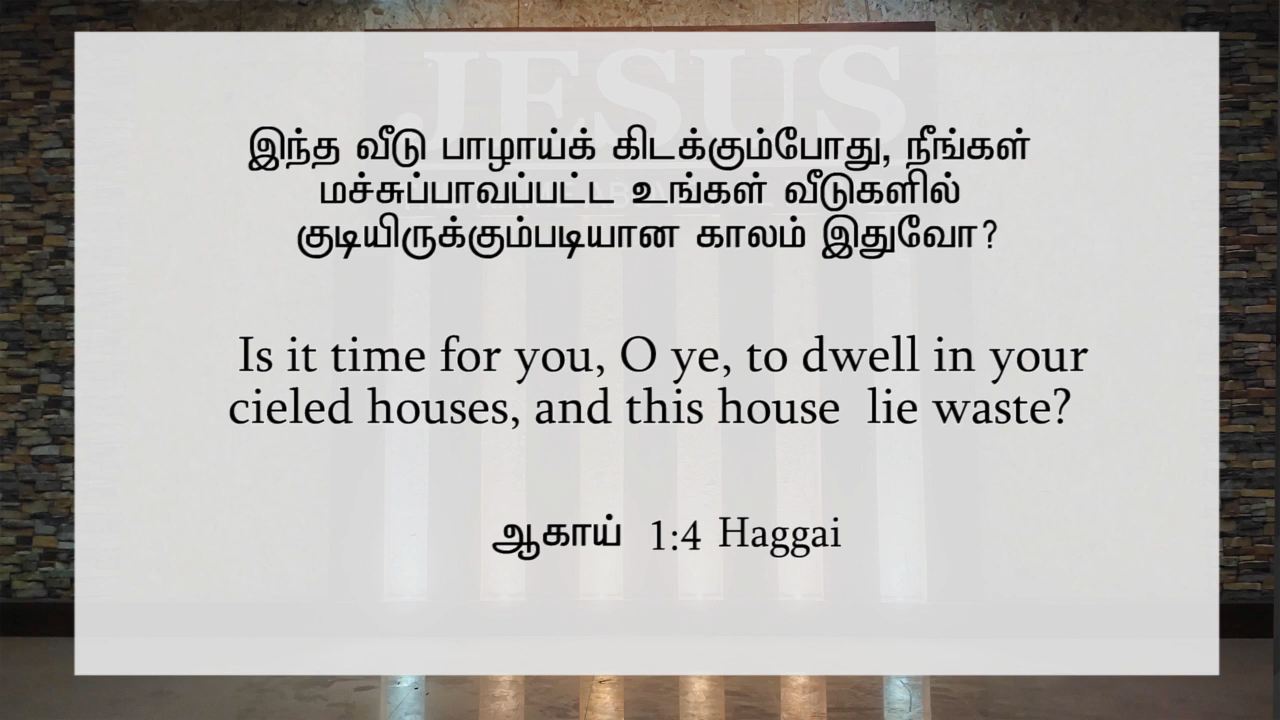 JESUS
இந்த வீடு பாழாய்க் கிடக்கும்போது, நீங்கள்
மச்சுப்பாவப்பட்ட உங்கள் வீடுகளில்
குடியிருக்கும்படியான காலம் இதுவோ?
Is it time for you, O ye, to dwell in your
cieled houses, and this house lie waste?
ஆகாய் 1:4 Haggai